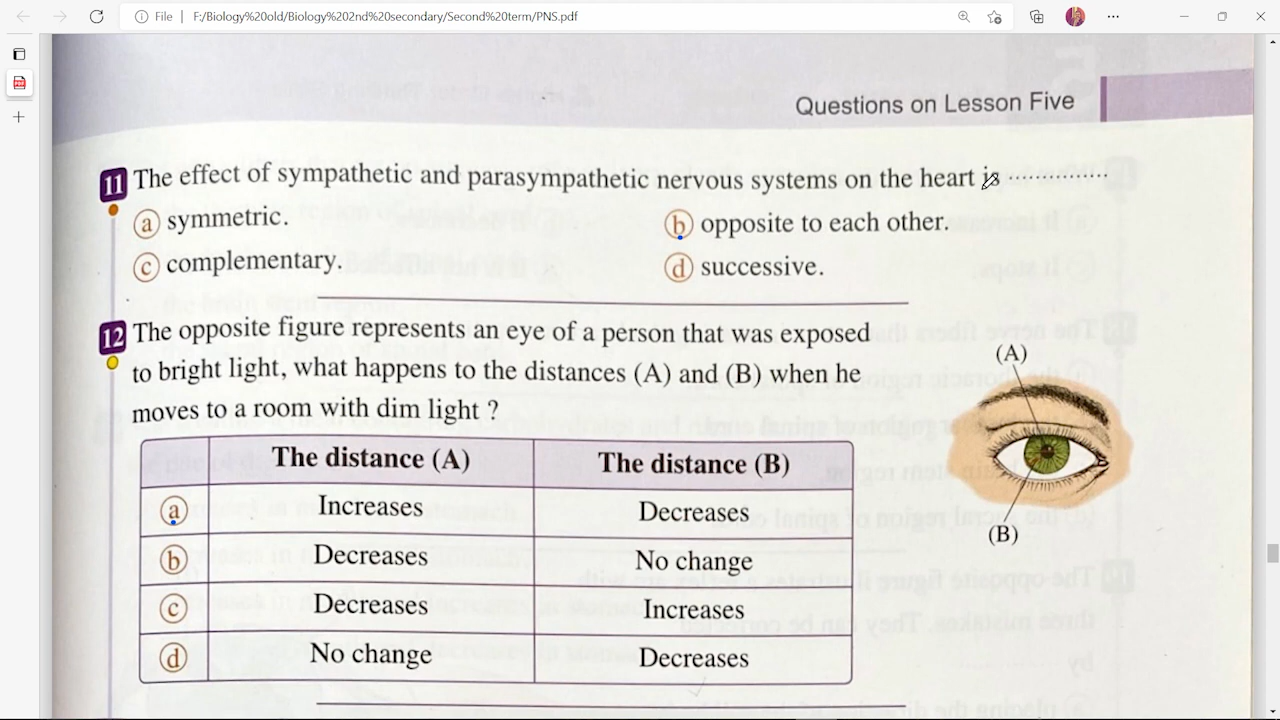 File
F:/Biology%20old/Biology%202nd%20secondary/Second%20term/PNS.pdf
Questions on Lesson Five
11 The effect of sympathetic and parasympathetic nervous systems on the heart is ..........
a symmetric.
b opposite to each other.
c complementary.
d successive.
12 The opposite figure represents an eye of a person that was exposed
to bright light, what happens to the distances (A) and (B) when he
moves to a room with dim light ?
The distance (A) The distance (B)
a Increases Decreases
b Decreases No change
c Decreases Increases
d No change Decreases
(A)
(B)